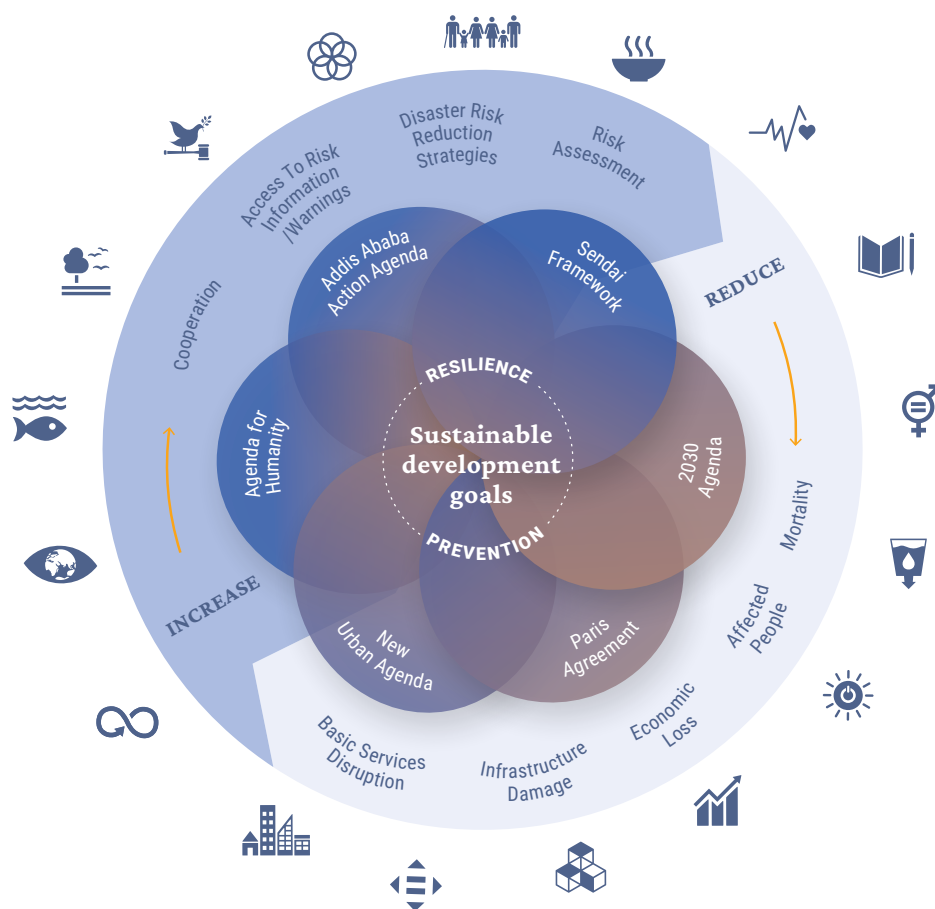 Disaster Risk
Reduction
Strategies
Risk
Assessment
Access To Risk
Information
/Warnings
Cooperation
INCREASE
REDUCE
Mortality
Affected
People
Economic
Loss
Infrastructure
Damage
Basic Services
Disruption
Addis Ababa
Action Agenda
Sendai
Framework
2030
Agenda
Paris
Agreement
New
Urban Agenda
Agenda for
Humanity
RESILIENCE
Sustainable
development
goals
PREVENTION